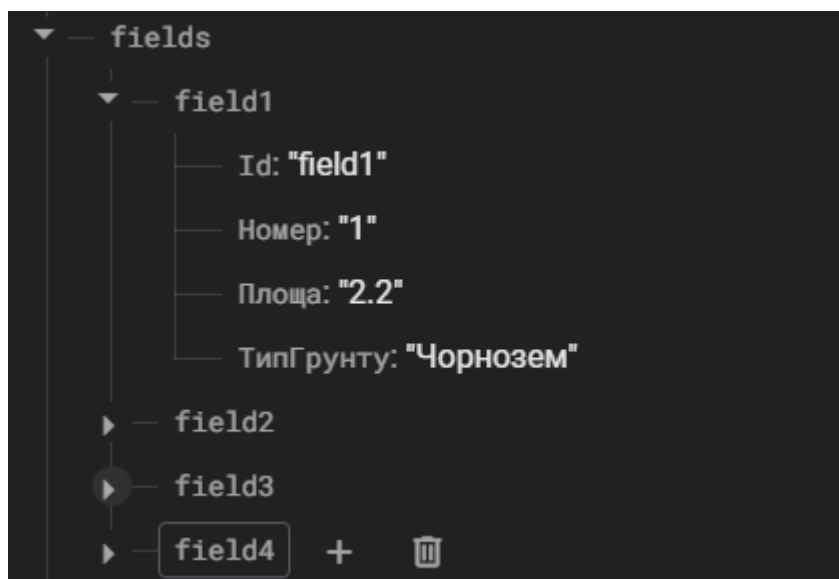 fields
field1
Id: "field1"
Номер: "1"
Площа: "2.2"
ТипГрунту: "Чорнозем"
field2
field3
field4